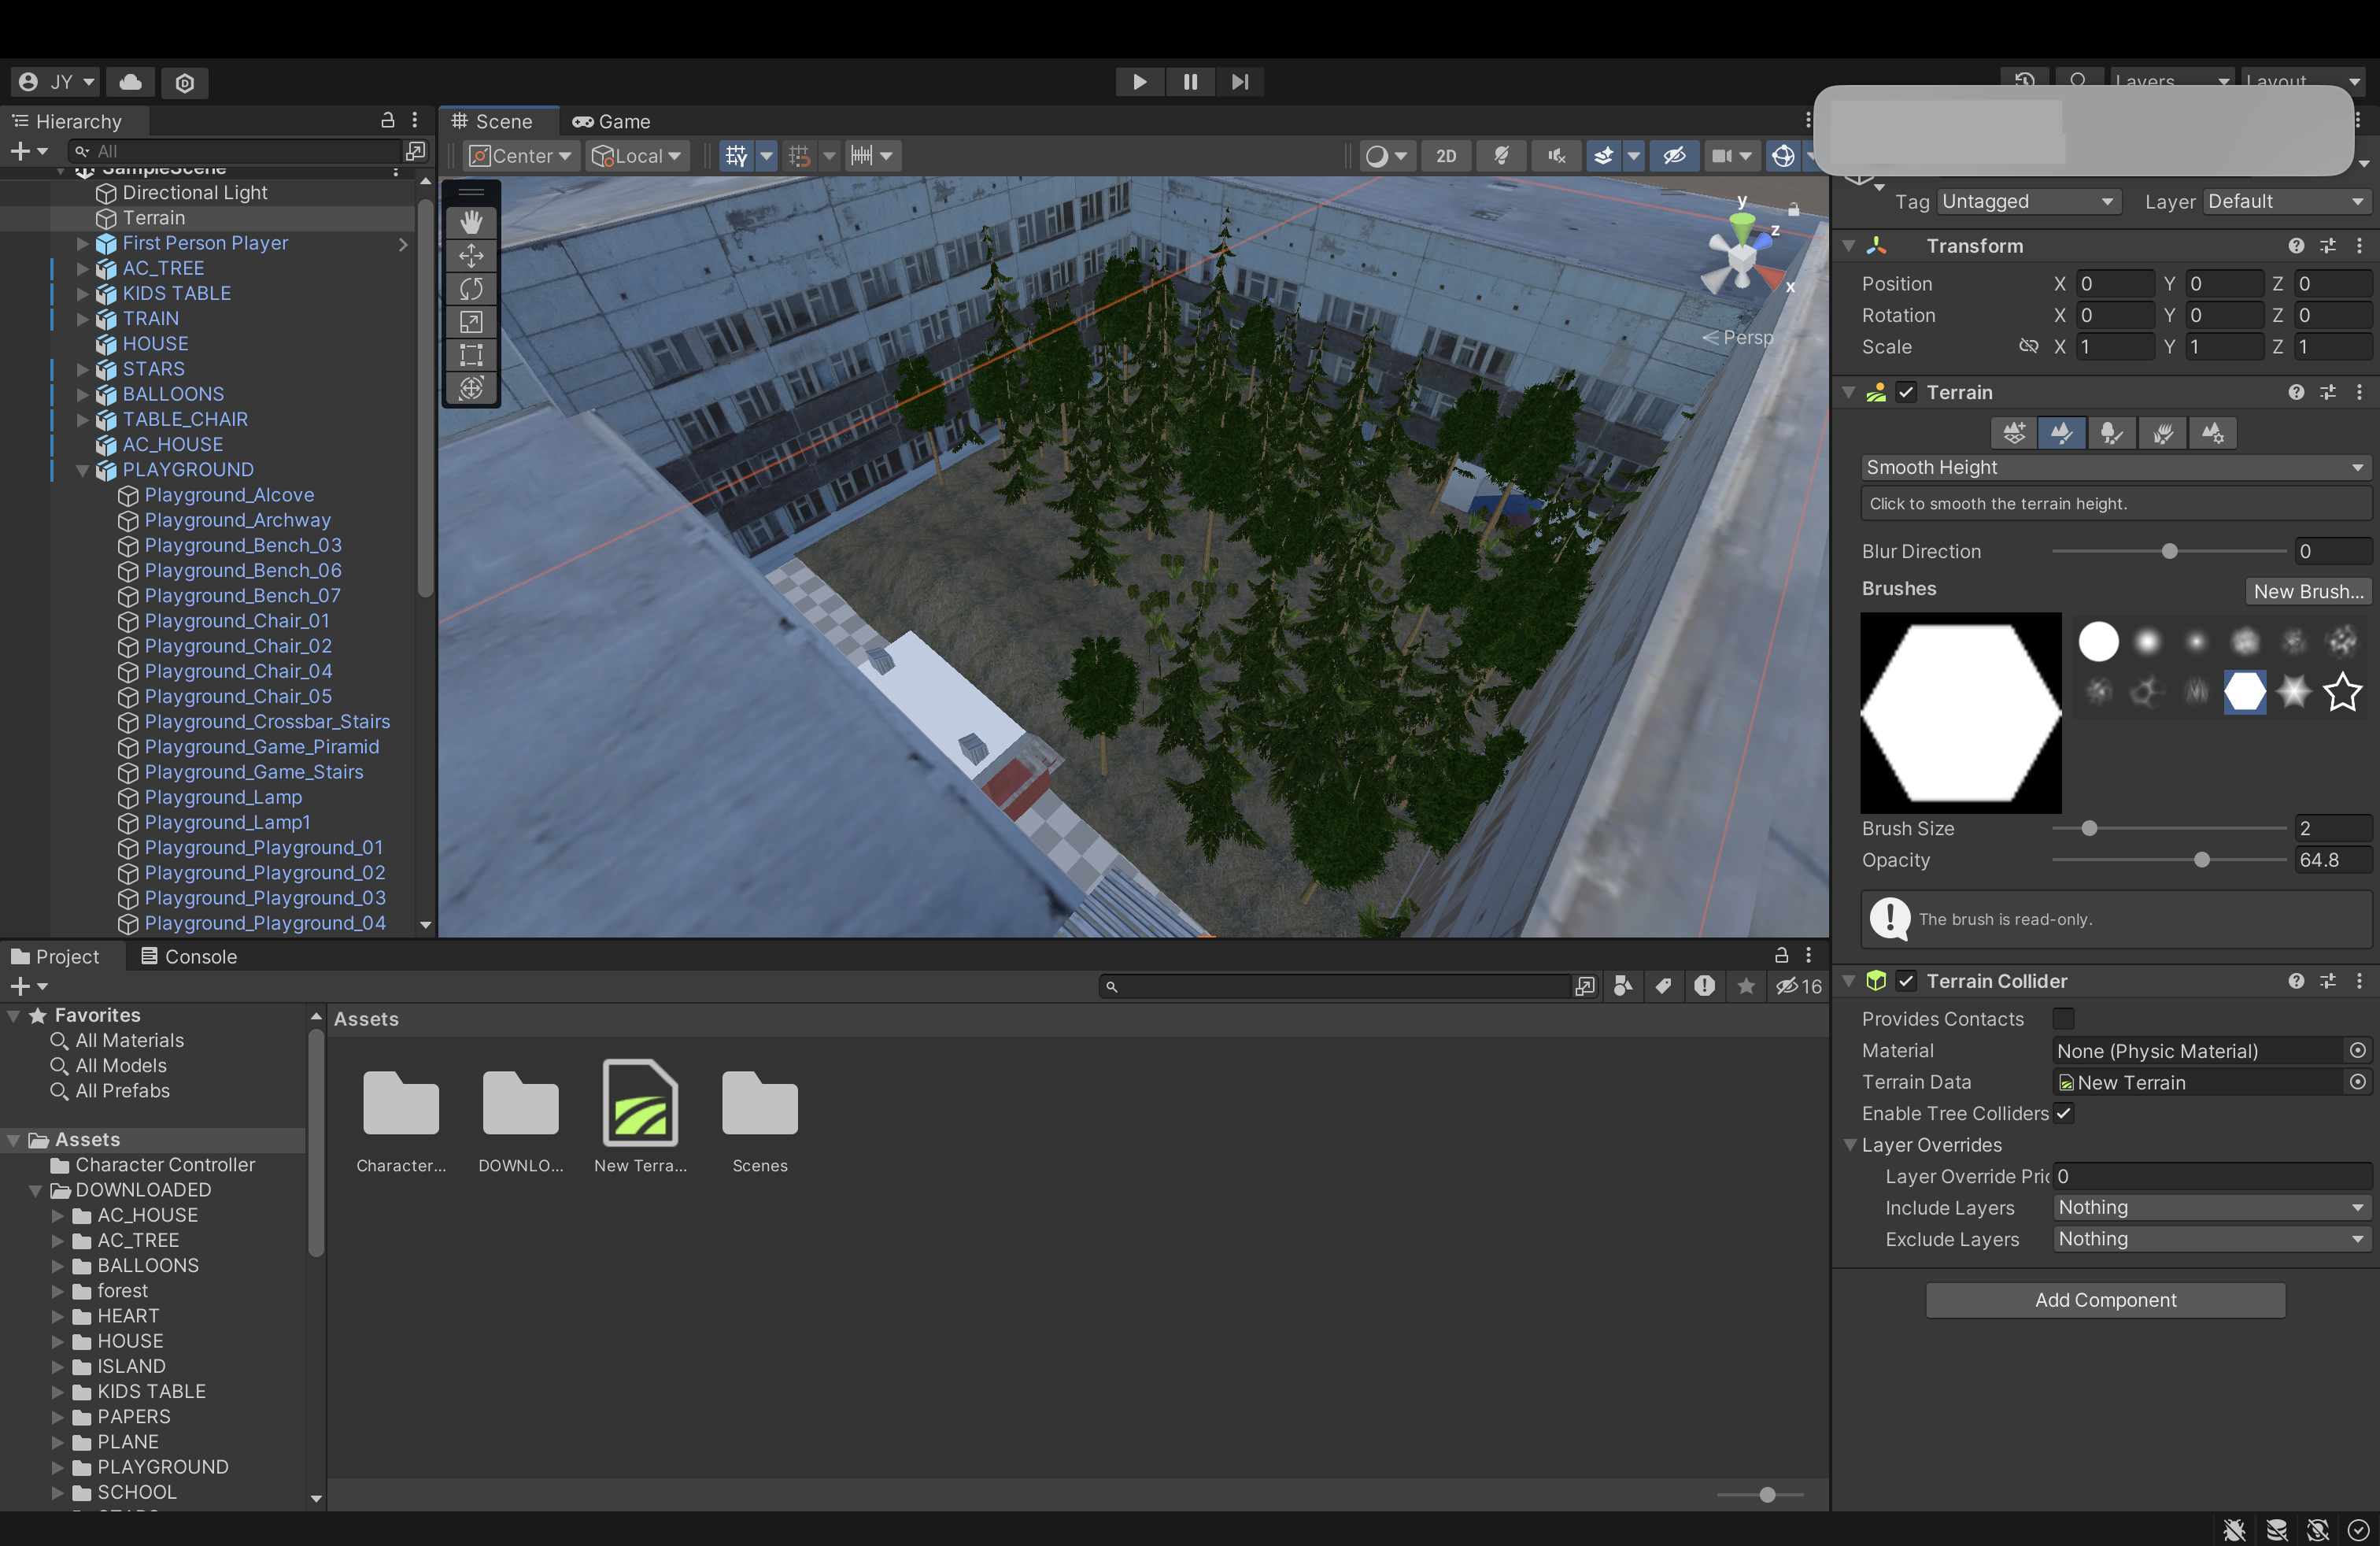 JY
Layers
Layout
Hierarchy
All
SampleScene
Directional Light
Terrain
First Person Player
AC_TREE
KIDS TABLE
TRAIN
HOUSE
STARS
BALLOONS
TABLE_CHAIR
AC_HOUSE
PLAYGROUND
Playground_Alcove
Playground_Archway
Playground_Bench_03
Playground_Bench_06
Playground_Bench_07
Playground_Chair_01
Playground_Chair_02
Playground_Chair_04
Playground_Chair_05
Playground_Crossbar_Stairs
Playground_Game_Piramid
Playground_Game_Stairs
Playground_Lamp
Playground_Lamp1
Playground_Playground_01
Playground_Playground_02
Playground_Playground_03
Playground_Playground_04
Scene
Game
Center
Local
2D
y
z
x
Persp
Tag Untagged Layer Default
Transform
Position X 0 Y 0 Z 0
Rotation X 0 Y 0 Z 0
Scale X 1 Y 1 Z 1
Terrain
Smooth Height
Click to smooth the terrain height.
Blur Direction 0
Brushes
New Brush...
Brush Size 2
Opacity 64.8
The brush is read-only.
Terrain Collider
Provides Contacts
Material None (Physic Material)
Terrain Data New Terrain
Enable Tree Colliders
Layer Overrides
Layer Override Pri 0
Include Layers Nothing
Exclude Layers Nothing
Add Component
Project
Console
16
Favorites
All Materials
All Models
All Prefabs
Assets
Character Controller
DOWNLOADED
AC_HOUSE
AC_TREE
BALLOONS
forest
HEART
HOUSE
ISLAND
KIDS TABLE
PAPERS
PLANE
PLAYGROUND
SCHOOL
Assets
Character...
DOWNLO...
New Terra...
Scenes